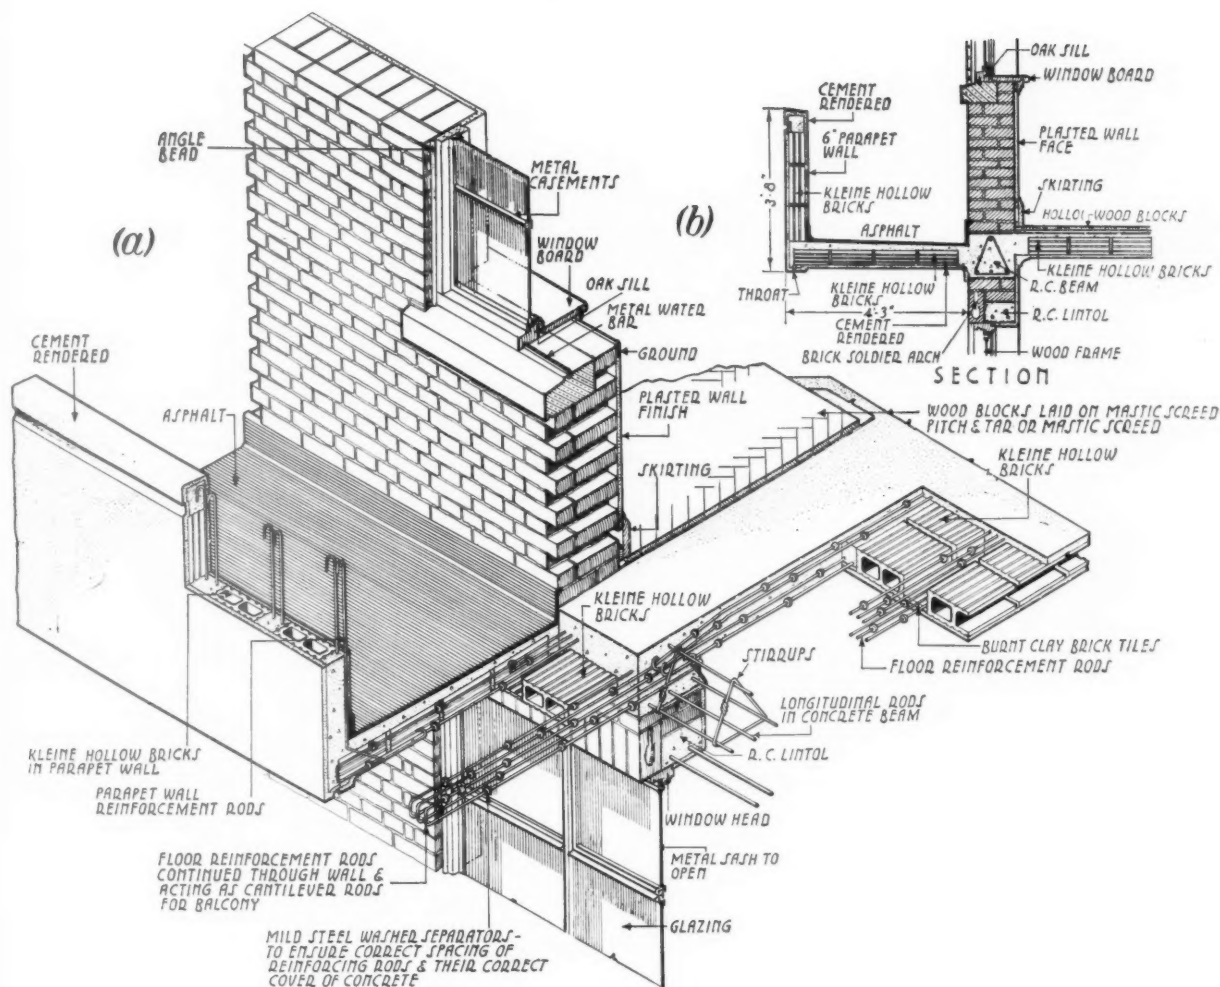 (a)
ANGLE
BEAD
METAL
CASEMENTS
WINDOW
BOARD
OAK SILL
METAL WATER
BAR
GROUND
PLASTER WALL
FINISH
SKIRTING
CEMENT
RENDERED
ASPHALT
KLEINE HOLLOW BRICKS
IN PARAPET WALL
PARAPET WALL
REINFORCEMENT RODS
FLOOR REINFORCEMENT RODS
CONTINUED THROUGH WALL &
ACTING AS CANTILEVER RODS
FOR BALCONY
MILD STEEL WASHER SEPARATORS-
TO ENSURE CORRECT SPACING OF
REINFORCING RODS & THEIR CORRECT
COVER OF CONCRETE
KLEINE HOLLOW
BRICKS
STIRRUPS
LONGITUDINAL RODS
IN CONCRETE BEAM
R.C. LINTOL
WINDOW HEAD
METAL SASH TO
OPEN
GLAZING
WOOD BLOCKS LAID ON MASTIC SCREED
PITCH & TAR OR MASTIC SCREED
KLEINE HOLLOW
BRICKS
BURNT CLAY BRICK TILES
FLOOR REINFORCEMENT RODS
(b)
OAK SILL
WINDOW BOARD
CEMENT
RENDERED
6" PARAPET
WALL
PLASTER WALL
FACE
KLEINE HOLLOW
BRICKS
SKIRTING
3'-8"
ASPHALT
HOLLOW-WOOD BLOCKS
THROAT
KLEINE HOLLOW
BRICKS
KLEINE HOLLOW BRICKS
R.C. BEAM
4'-3"
CEMENT
RENDERED
R.C. LINTOL
BRICK SOLDIER ARCH
WOOD FRAME
SECTION